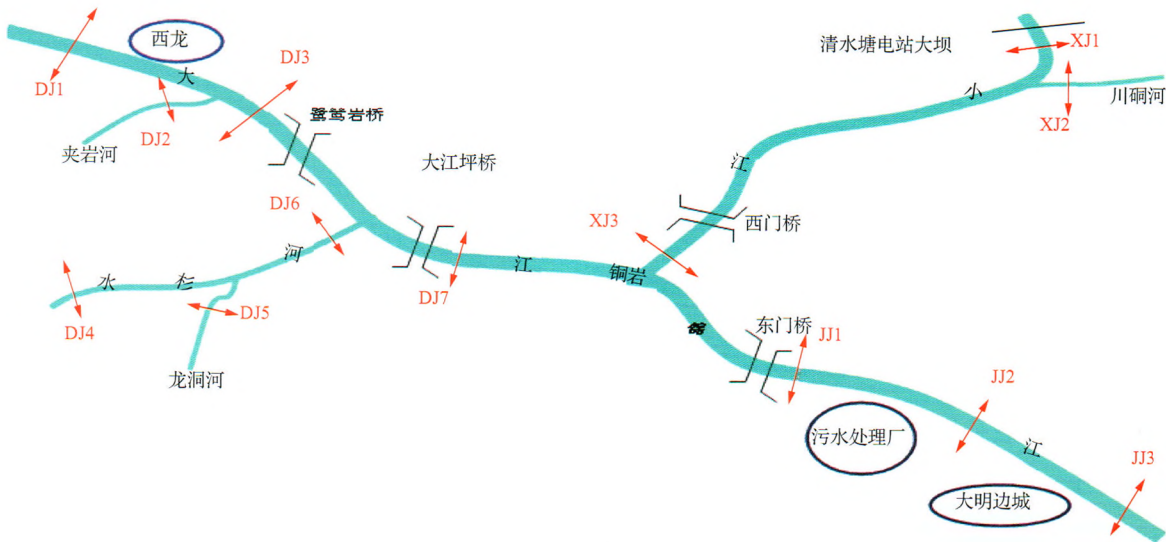 西龙
清水塘电站大坝
XJ1
DJ1
大
DJ3
小
川硐河
DJ2
鹭鸶岩桥
XJ2
夹岩河
大江坪桥
江
DJ6
西门桥
XJ3
河
水
江
铜岩
DJ4
DJ5
DJ7
东门桥
JJ1
锦
龙洞河
JJ2
污水处理厂
江
JJ3
大明边城